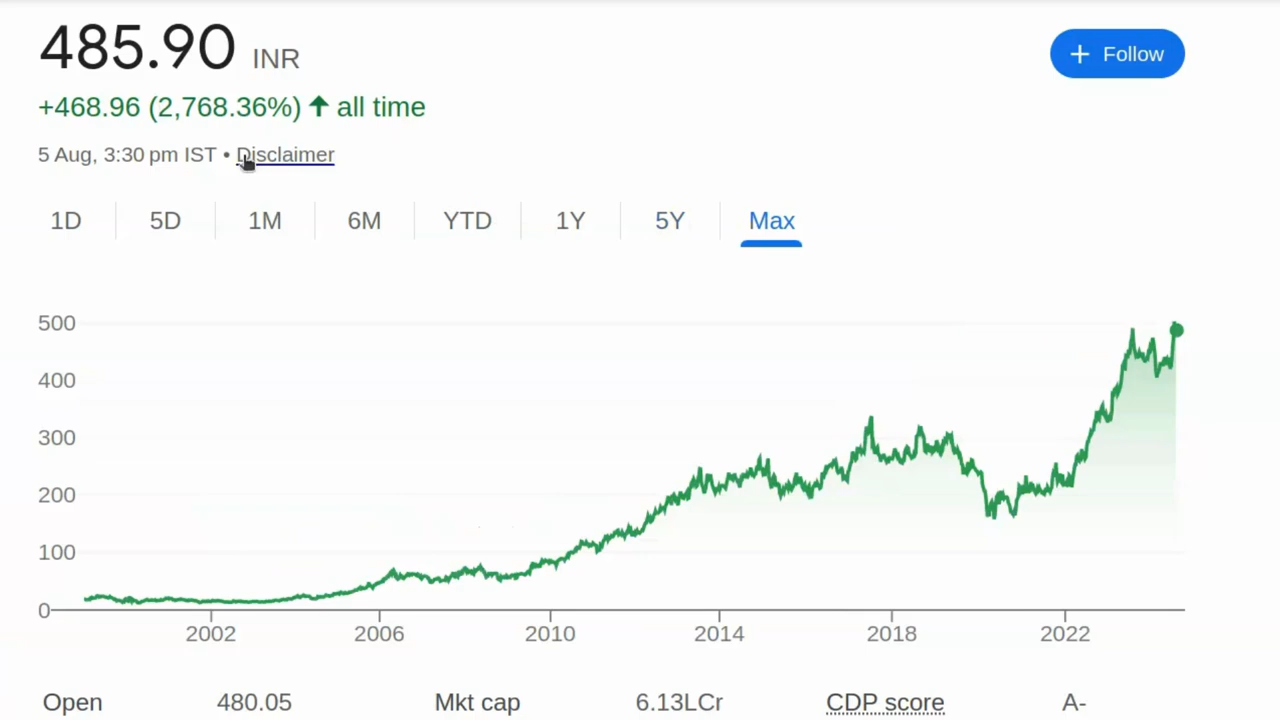 485.90 INR
+ Follow
+468.96 (2,768.36%) ↑ all time
5 Aug, 3:30 pm IST • Disclaimer
1D 5D 1M 6M YTD 1Y 5Y Max
500
400
300
200
100
0
2002 2006 2010 2014 2018 2022
Open 480.05 Mkt cap 6.13LCr CDP score A-